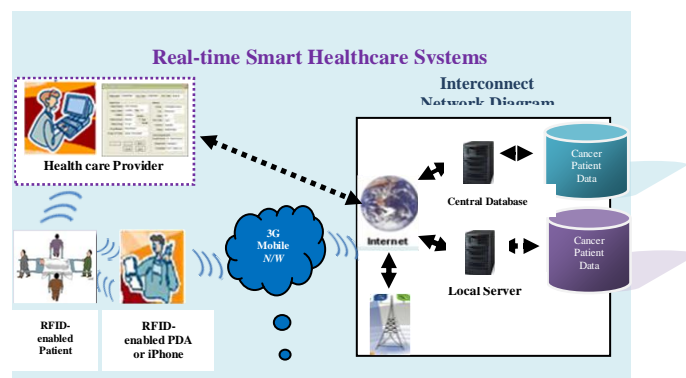 Real-time Smart Healthcare Systems
Interconnect
Network Diagram
Health care Provider
Cancer
Patient
Data
Central Database
3G
Mobile
N/W
Internet
Cancer
Patient
Data
Local Server
RFID-
enabled
Patient
RFID-
enabled PDA
or iPhone